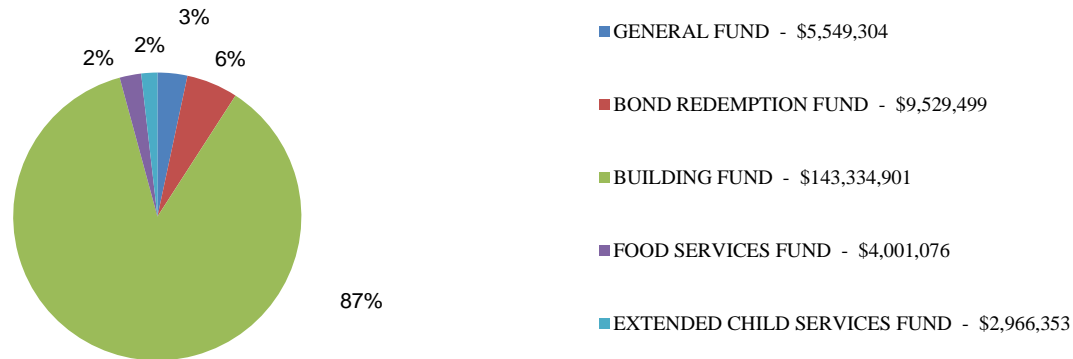 3%
2%
2%
6%
87%
GENERAL FUND - $5,549,304
BOND REDEMPTION FUND - $9,529,499
BUILDING FUND - $143,334,901
FOOD SERVICES FUND - $4,001,076
EXTENDED CHILD SERVICES FUND - $2,966,353